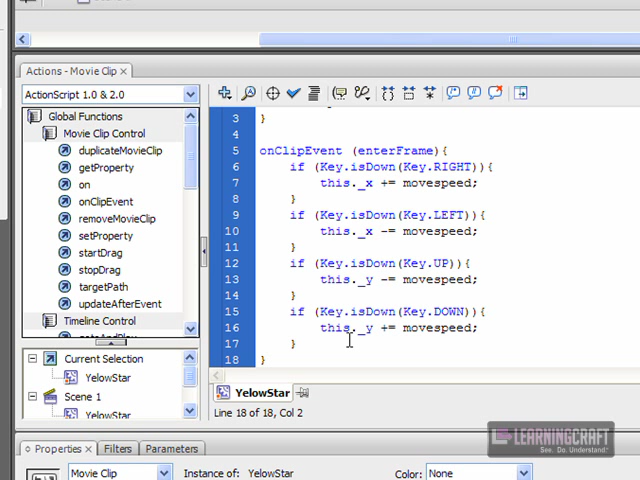 Actions - Movie Clip
ActionScript 1.0 & 2.0
Global Functions
Movie Clip Control
duplicateMovieClip
getProperty
on
onClipEvent
removeMovieClip
setProperty
startDrag
stopDrag
targetPath
updateAfterEvent
Timeline Control
Current Selection
YelowStar
Scene 1
YelowStar
3 }
4
5 onClipEvent (enterFrame){
6 if (Key.isDown(Key.RIGHT)){
7 this._x += movespeed;
8 }
9 if (Key.isDown(Key.LEFT)){
10 this._x -= movespeed;
11 }
12 if (Key.isDown(Key.UP)){
13 this._y -= movespeed;
14 }
15 if (Key.isDown(Key.DOWN)){
16 this._y += movespeed;
17 }
18 }
YelowStar
Line 18 of 18, Col 2
LEARNINGCRAFT
See. Do. Understand.
Properties
Filters
Parameters
Movie Clip
Instance of: YelowStar
Color: None